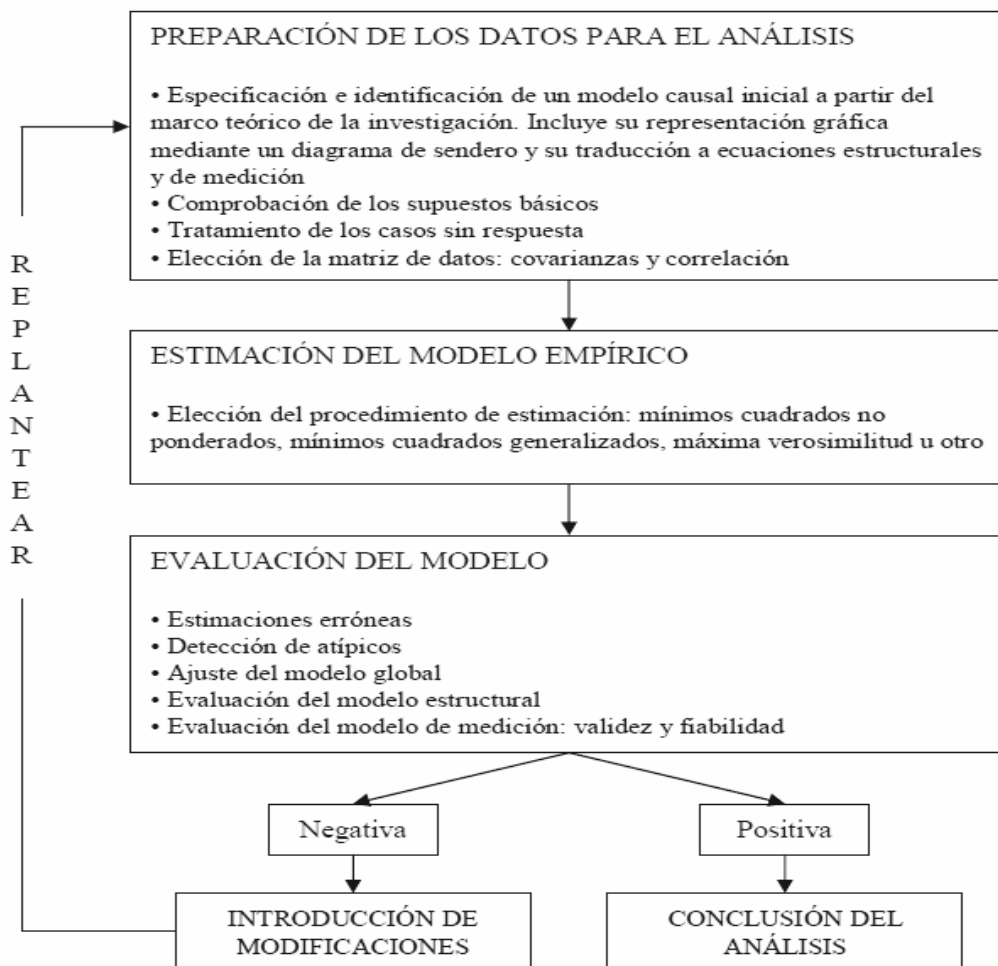 PREPARACIÓN DE LOS DATOS PARA EL ANÁLISIS
• Especificación e identificación de un modelo causal inicial a partir del
marco teórico de la investigación. Incluye su representación gráfica
mediante un diagrama de sendero y su traducción a ecuaciones estructurales
y de medición
• Comprobación de los supuestos básicos
• Tratamiento de los casos sin respuesta
• Elección de la matriz de datos: covarianzas y correlación
REPLANTEAR
ESTIMACIÓN DEL MODELO EMPÍRICO
• Elección del procedimiento de estimación: mínimos cuadrados no
ponderados, mínimos cuadrados generalizados, máxima verosimilitud u otro
EVALUACIÓN DEL MODELO
• Estimaciones erróneas
• Detección de atípicos
• Ajuste del modelo global
• Evaluación del modelo estructural
• Evaluación del modelo de medición: validez y fiabilidad
Negativa
Positiva
INTRODUCCIÓN DE
MODIFICACIONES
CONCLUSIÓN DEL
ANÁLISIS